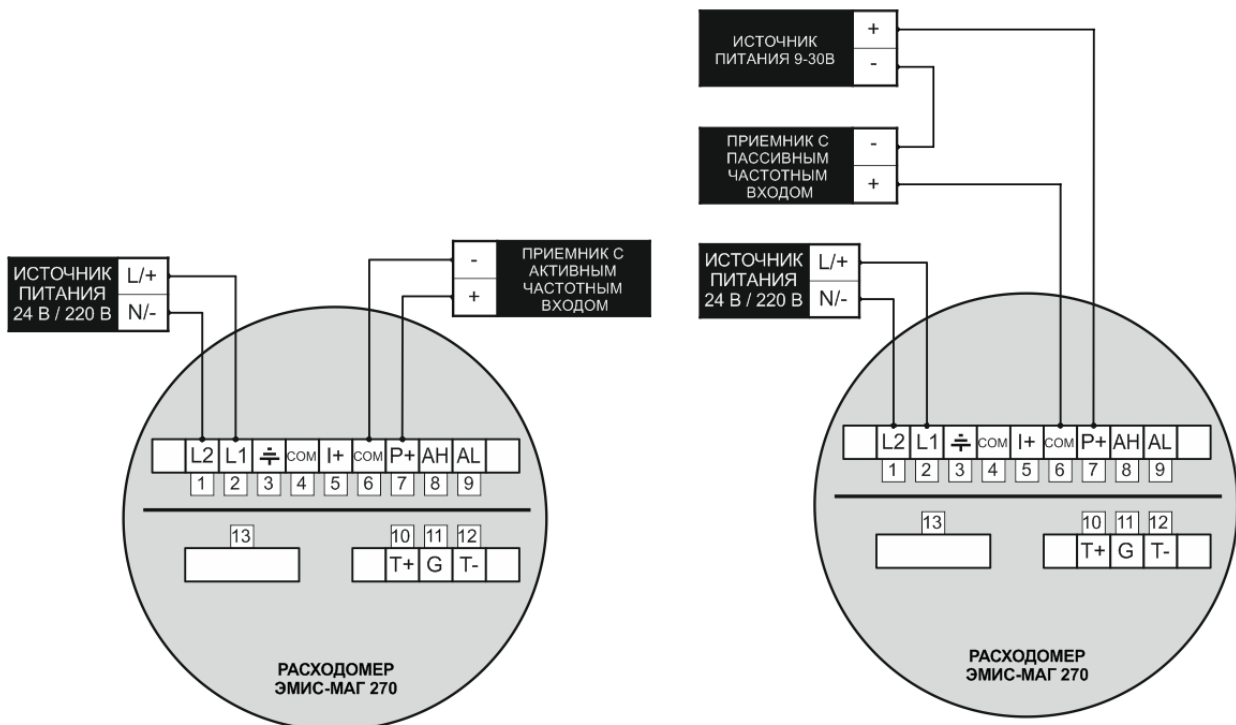 ИСТОЧНИК
ПИТАНИЯ
24 В / 220 В
L/+
N/-
-
+
ПРИЕМНИК С
АКТИВНЫМ
ЧАСТОТНЫМ
ВХОДОМ
L2 L1 COM I+ COM P+ AH AL
1 2 3 4 5 6 7 8 9
13
10 11 12
T+ G T-
РАСХОДОМЕР
ЭМИС-МАГ 270
ИСТОЧНИК
ПИТАНИЯ 9-30В
+
-
ПРИЕМНИК С
ПАССИВНЫМ
ЧАСТОТНЫМ
ВХОДОМ
-
+
ИСТОЧНИК
ПИТАНИЯ
24 В / 220 В
L/+
N/-
L2 L1 COM I+ COM P+ AH AL
1 2 3 4 5 6 7 8 9
13
10 11 12
T+ G T-
РАСХОДОМЕР
ЭМИС-МАГ 270